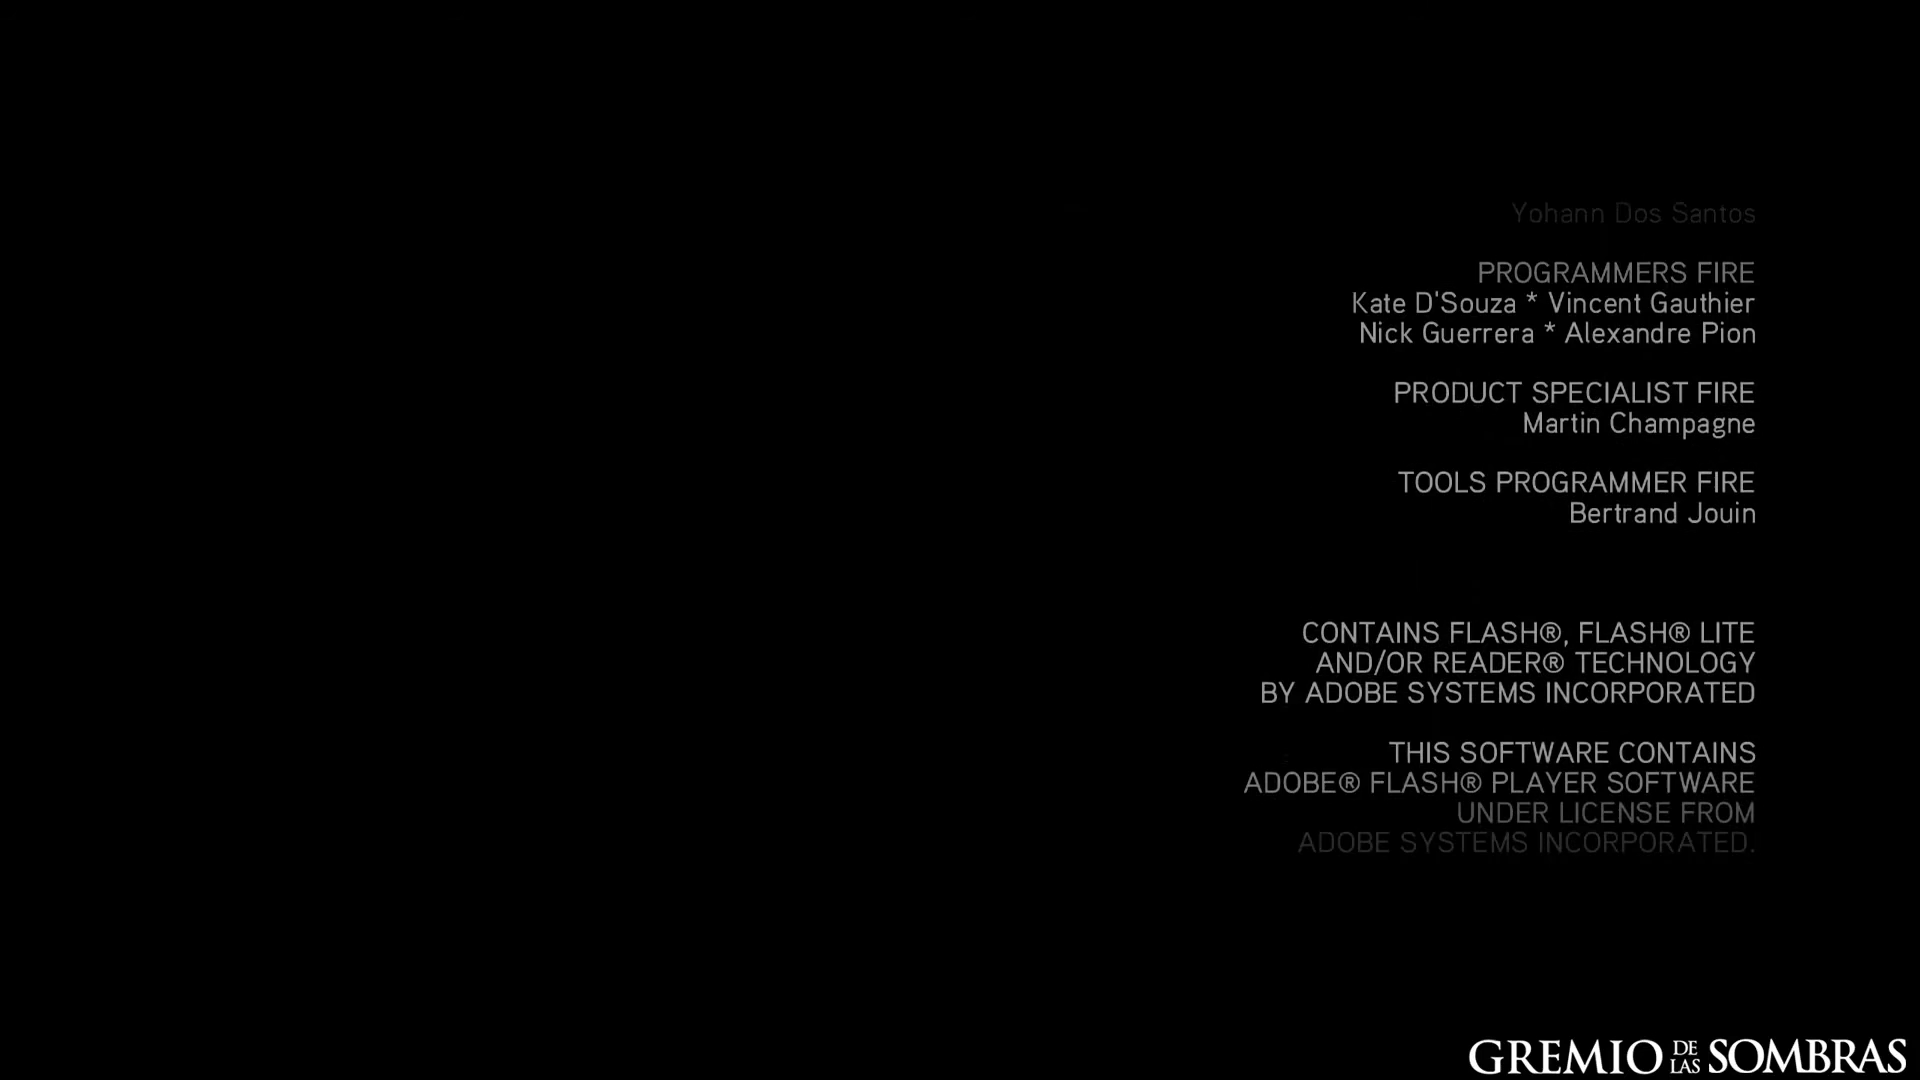 Yohann Dos Santos
PROGRAMMERS FIRE
Kate D'Souza * Vincent Gauthier
Nick Guerrera * Alexandre Pion
PRODUCT SPECIALIST FIRE
Martin Champagne
TOOLS PROGRAMMER FIRE
Bertrand Jouin
CONTAINS FLASH®, FLASH® LITE
AND/OR READER® TECHNOLOGY
BY ADOBE SYSTEMS INCORPORATED
THIS SOFTWARE CONTAINS
ADOBE® FLASH® PLAYER SOFTWARE
UNDER LICENSE FROM
ADOBE SYSTEMS INCORPORATED.
GREMIO DE LAS SOMBRAS